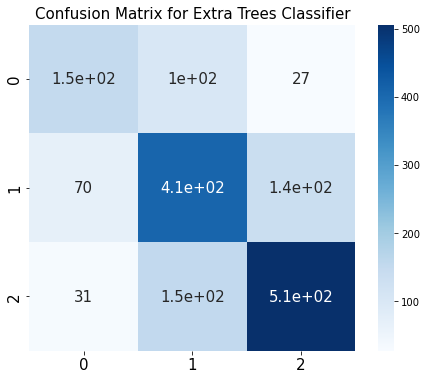 Confusion Matrix for Extra Trees Classifier
0 1.5e+02 1e+02 27
1 70 4.1e+02 1.4e+02
2 31 1.5e+02 5.1e+02
0 1 2
500
400
300
200
100